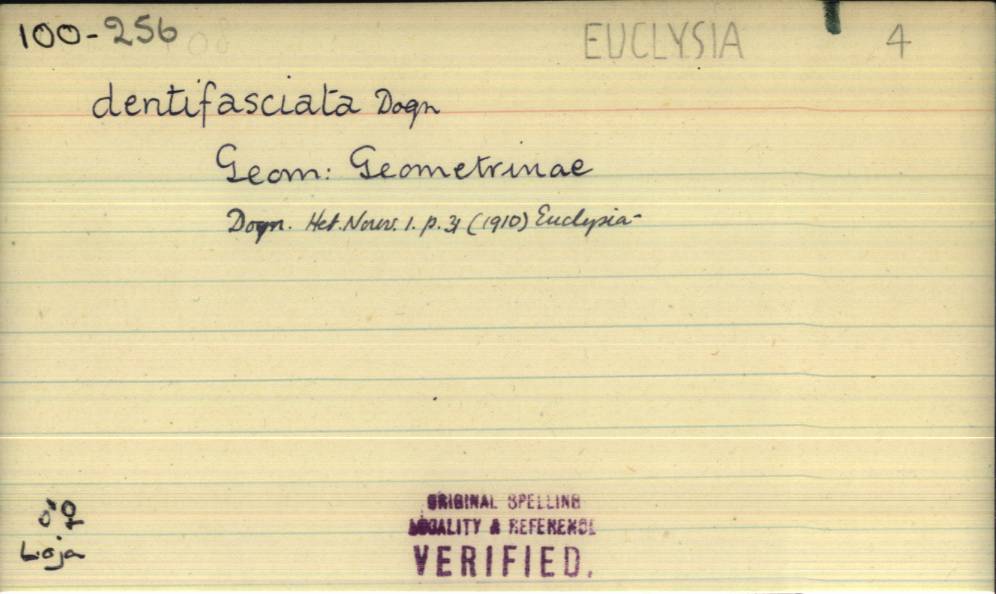 100-256 EUCLYSIA 4
dentifasciata Dogn
Geom: Geometrinae
Dogn. Het. Nouv. 1. p. 31 (1910) Euclysia-
♂♀
Loja
ORIGINAL SPELLING
LOCALITY & REFERENCE
VERIFIED.